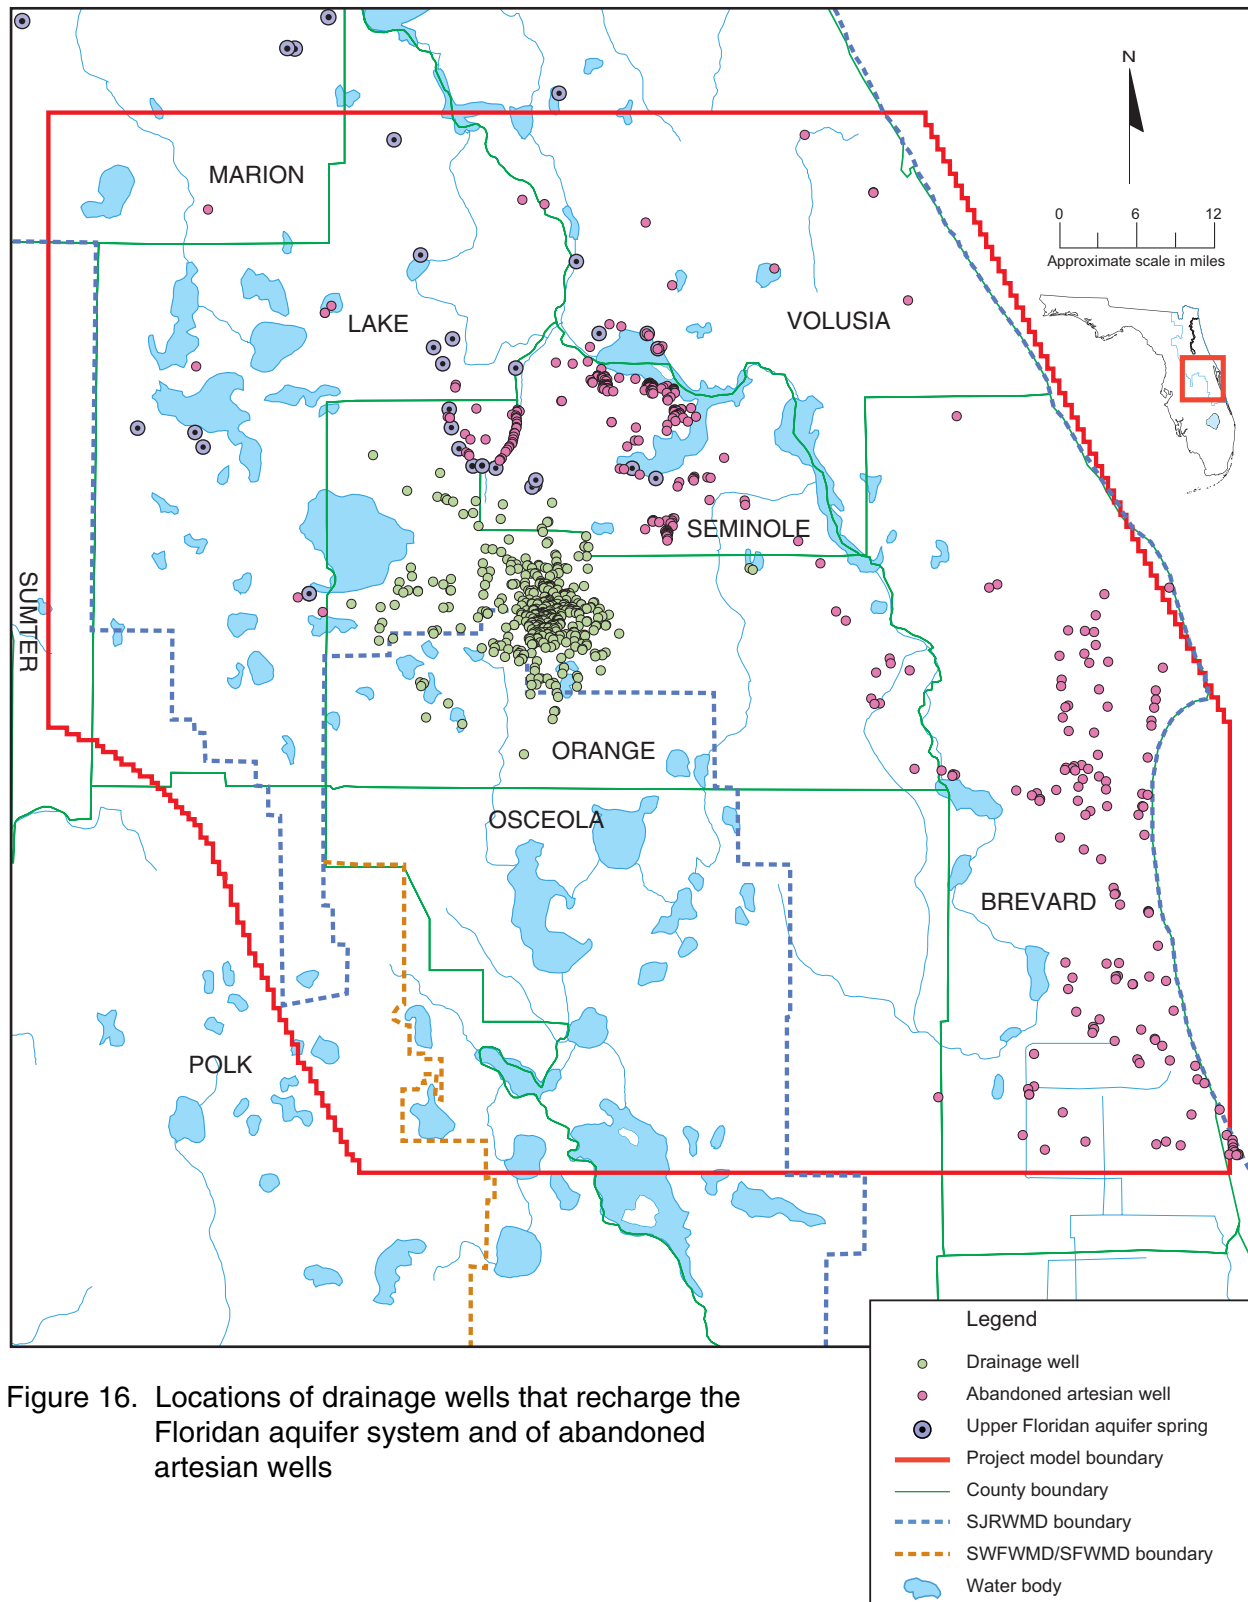 N
MARION
0 6 12
Approximate scale in miles
LAKE
VOLUSIA
SEMINOLE
SUMTER
ORANGE
OSCEOLA
BREVARD
POLK
Legend
Drainage well
Abandoned artesian well
Upper Floridan aquifer spring
Project model boundary
County boundary
SJRWMD boundary
SWFWMD/SFWMD boundary
Water body
Figure 16. Locations of drainage wells that recharge the
Floridan aquifer system and of abandoned
artesian wells